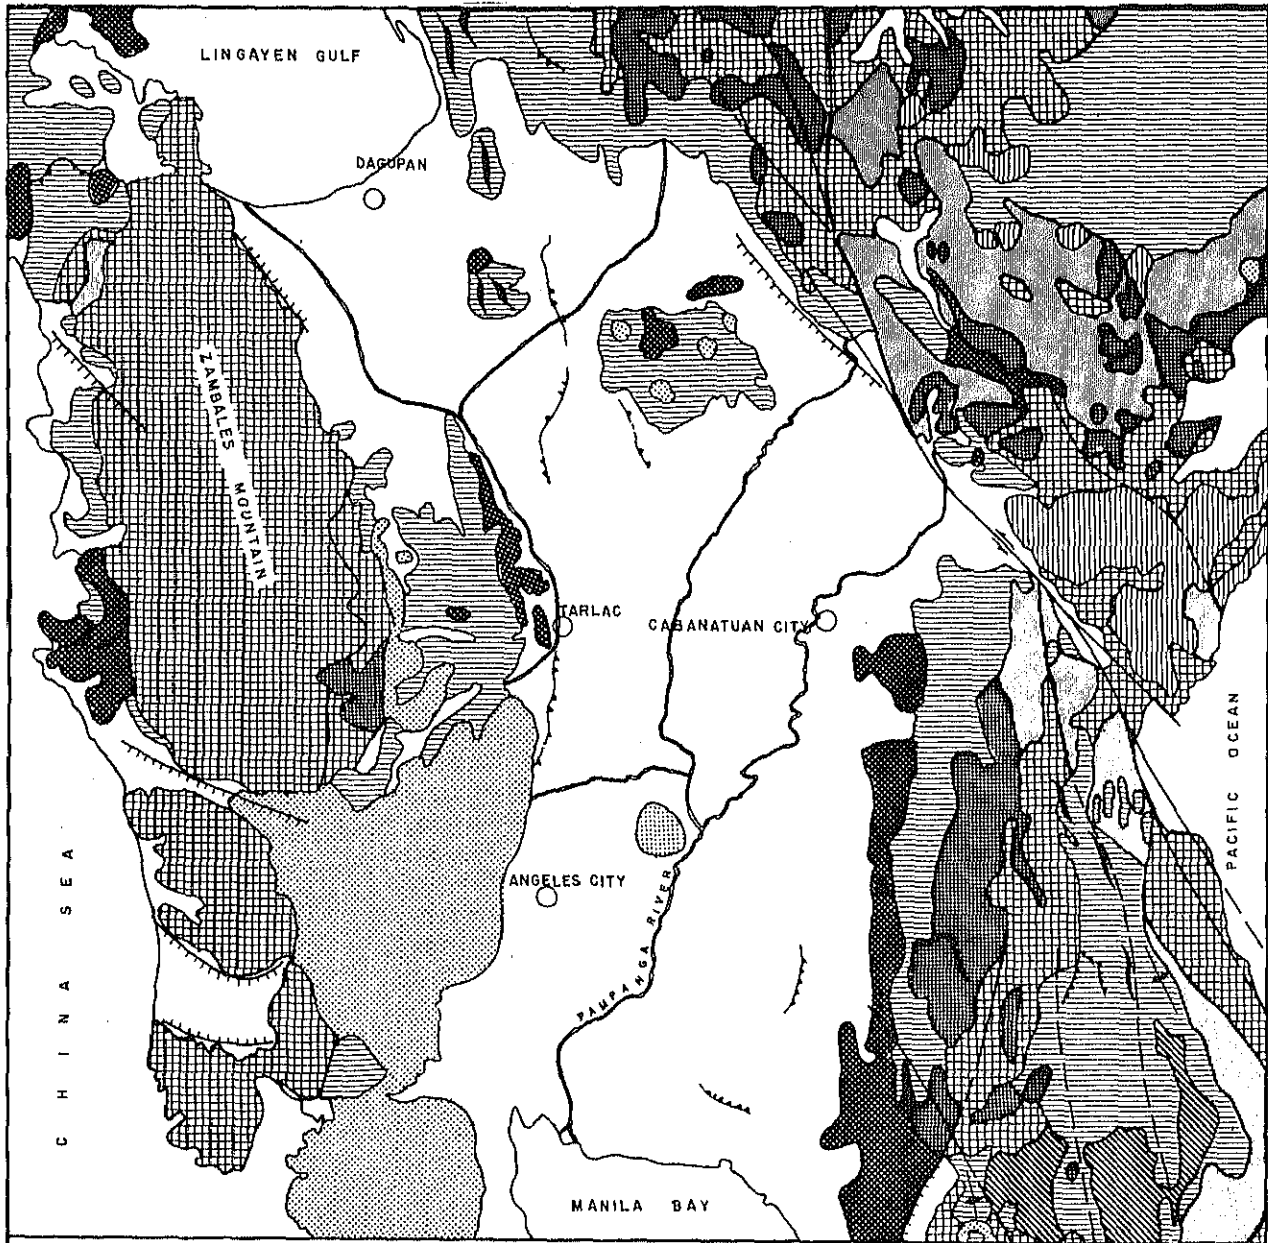 LINGAYEN GULF
DAGUPAN
ZAMBALES MOUNTAIN
TARLAC
CABANATUAN CITY
PACIFIC OCEAN
CHINA SEA
ANGELES CITY
PAMPANGA RIVER
MANILA BAY